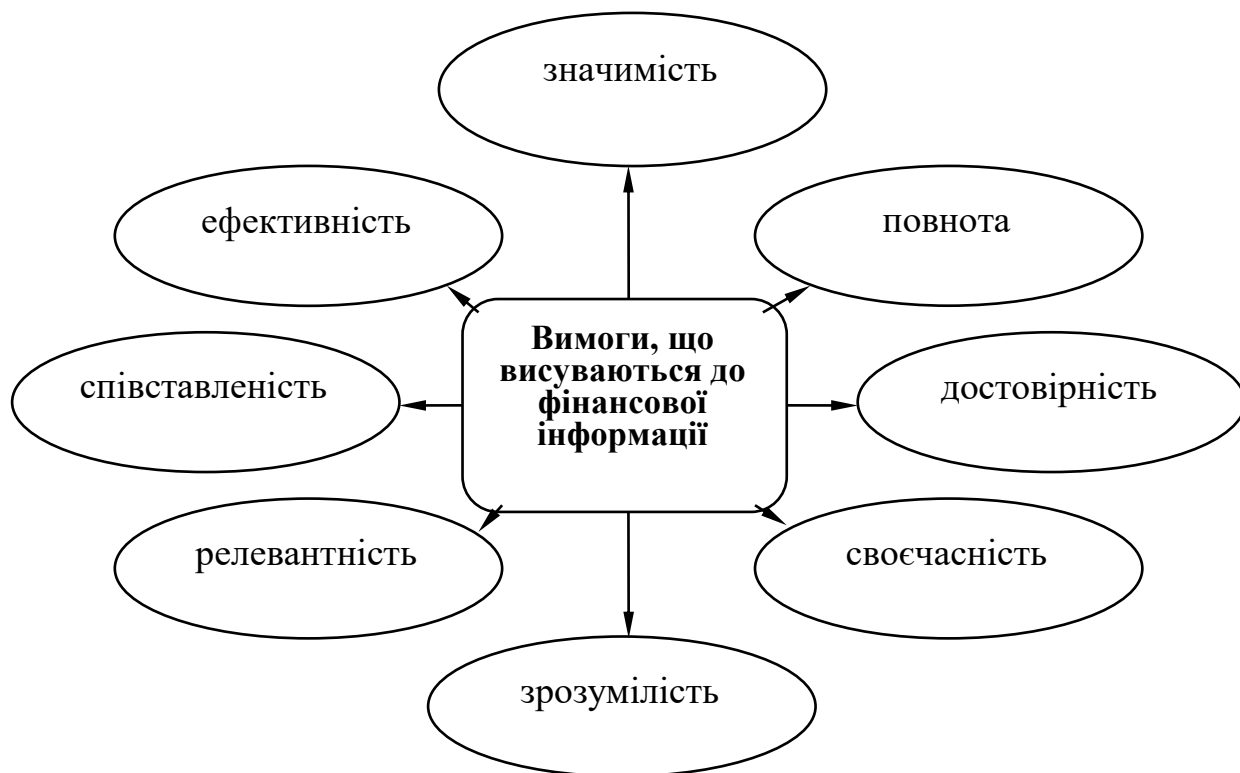 значимість
ефективність
повнота
Вимоги, що
висуваються до
фінансової
інформації
співставленість
достовірність
релевантність
своєчасність
зрозумілість